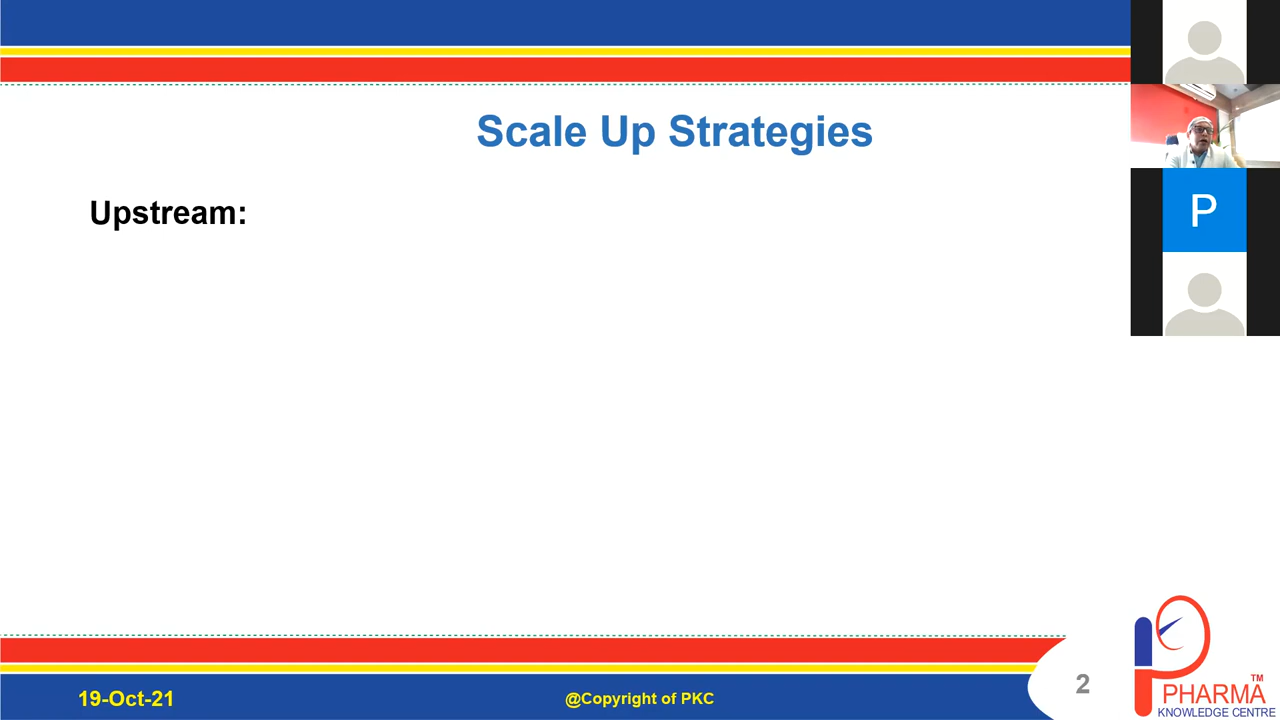 Scale Up Strategies
Upstream:
P
19-Oct-21
@Copyright of PKC
2
TM
PHARMA
KNOWLEDGE CENTRE